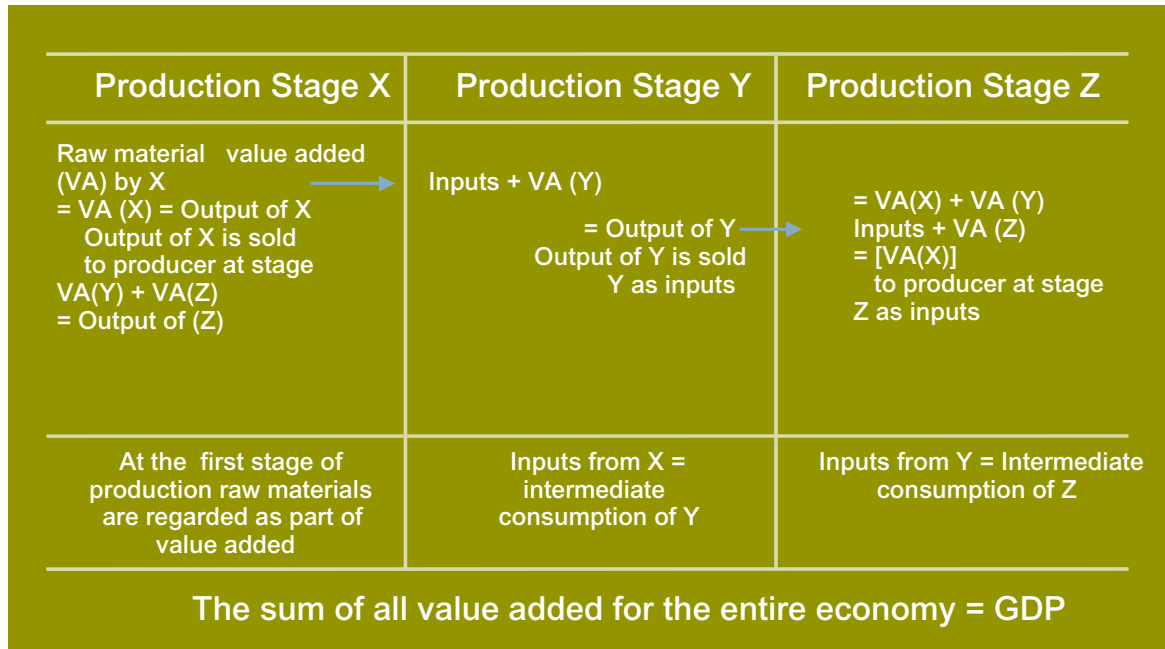 Production Stage X
Production Stage Y
Production Stage Z
Raw material value added
(VA) by X
= VA (X) = Output of X
Output of X is sold
to producer at stage
VA(Y) + VA(Z)
= Output of (Z)
Inputs + VA (Y)
= Output of Y
Output of Y is sold
Y as inputs
= VA(X) + VA (Y)
Inputs + VA (Z)
= [VA(X)]
to producer at stage
Z as inputs
At the first stage of
production raw materials
are regarded as part of
value added
Inputs from X =
intermediate
consumption of Y
Inputs from Y = Intermediate
consumption of Z
The sum of all value added for the entire economy = GDP